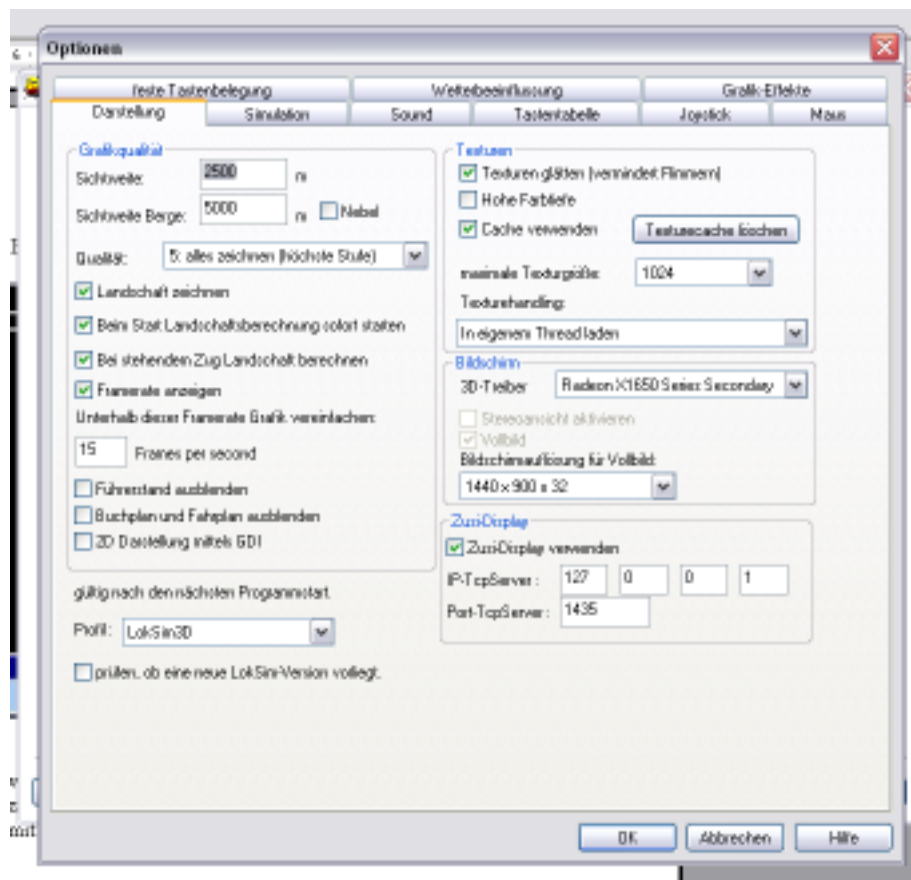 Optionen
feste Tastenbelegung
Wetterbeeinflussung
Grafik-Effekte
Darstellung
Simulation
Sound
Tastentabelle
Joystick
Maus
Grafikqualität
Sichtweite: 2500 m
Sichtweite Berge: 5000 m Nebel
Qualität: 5: alles zeichnen (höchste Stufe)
Landschaft zeichnen
Beim Start Landschaftsberechnung sofort starten
Bei stehendem Zug Landschaft berechnen
Framerate anzeigen
Unterhalb dieser Framerate Grafik vereinfachen:
15 Frames per second
Führerstand ausblenden
Buchplan und Fahrplan ausblenden
2D Darstellung mittels GDI
gültig nach den nächsten Programmstart.
Profil: LokSim3D
prüfen, ob eine neue LokSim-Version vorliegt.
Texturen
Texturen glätten (vermindert Flimmern)
Hohe Farbtiefe
Cache verwenden Texturecache löschen
maximale Texturgröße: 1024
Texturehandling:
In eigenem Thread laden
Bildschirm
3D-Treiber Radeon X1650 Series Secondary
Stereoansicht aktivieren
Vollbild
Bildschirmauflösung für Vollbild:
1440 x 900 x 32
Zusi-Display
Zusi-Display verwenden
IP-TcpServer : 127 0 0 1
Port-TcpServer : 1435
OK
Abbrechen
Hilfe
mit